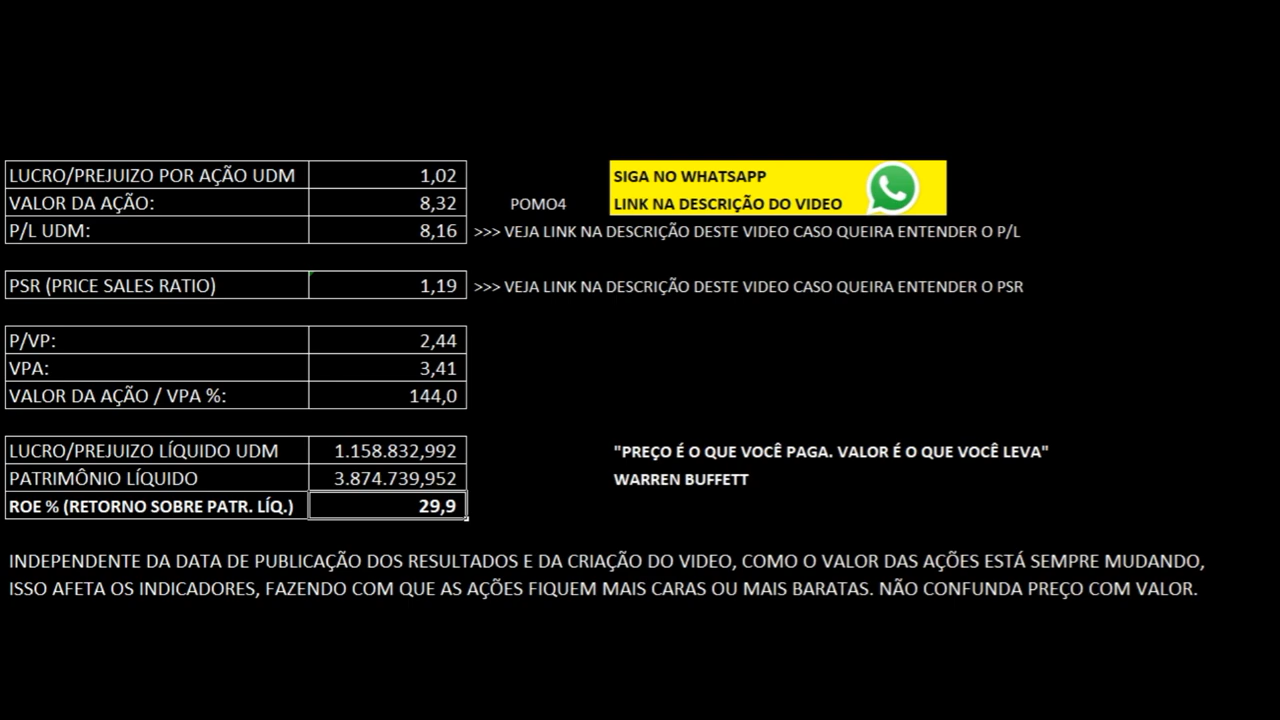 LUCRO/PREJUIZO POR AÇÃO UDM 1,02
SIGA NO WHATSAPP
VALOR DA AÇÃO: 8,32 POMO4
LINK NA DESCRIÇÃO DO VIDEO
P/L UDM: 8,16 >>> VEJA LINK NA DESCRIÇÃO DESTE VIDEO CASO QUEIRA ENTENDER O P/L
PSR (PRICE SALES RATIO) 1,19 >>> VEJA LINK NA DESCRIÇÃO DESTE VIDEO CASO QUEIRA ENTENDER O PSR
P/VP: 2,44
VPA: 3,41
VALOR DA AÇÃO / VPA %: 144,0
LUCRO/PREJUIZO LÍQUIDO UDM 1.158.832,992
"PREÇO É O QUE VOCÊ PAGA. VALOR É O QUE VOCÊ LEVA"
PATRIMÔNIO LÍQUIDO 3.874.739,952
WARREN BUFFETT
ROE % (RETORNO SOBRE PATR. LÍQ.) 29,9
INDEPENDENTE DA DATA DE PUBLICAÇÃO DOS RESULTADOS E DA CRIAÇÃO DO VIDEO, COMO O VALOR DAS AÇÕES ESTÁ SEMPRE MUDANDO,
ISSO AFETA OS INDICADORES, FAZENDO COM QUE AS AÇÕES FIQUEM MAIS CARAS OU MAIS BARATAS. NÃO CONFUNDA PREÇO COM VALOR.